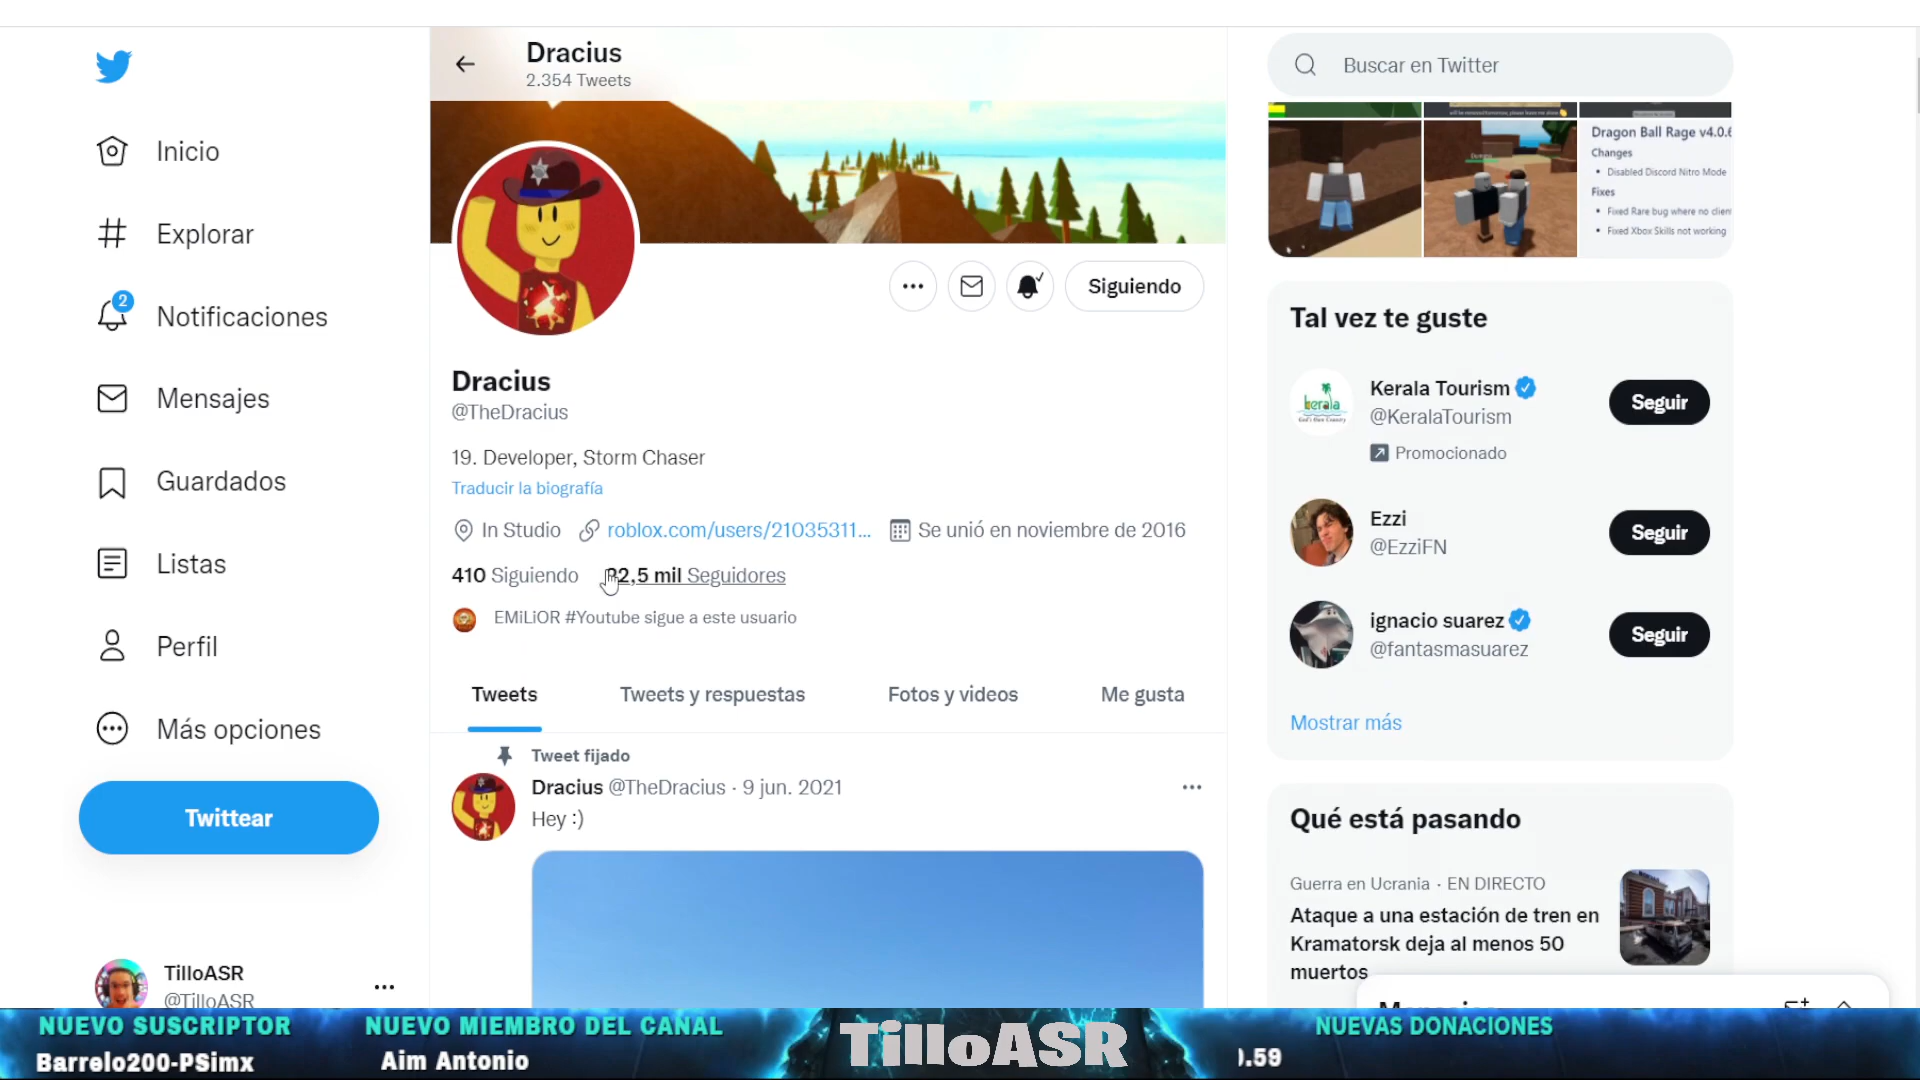 Dracius
2.354 Tweets
Buscar en Twitter
Inicio
Explorar
2
Notificaciones
Mensajes
Guardados
Listas
Perfil
Más opciones
Twittear
TilloASR
@TilloASR
Siguiendo
Dracius
@TheDracius
19. Developer, Storm Chaser
Traducir la biografía
In Studio roblox.com/users/21035311... Se unió en noviembre de 2016
410 Siguiendo 2,5 mil Seguidores
EMiLiOR #Youtube sigue a este usuario
Tweets Tweets y respuestas Fotos y videos Me gusta
Tweet fijado
Dracius @TheDracius · 9 jun. 2021
Hey :)
Dragon Ball Rage v4.0.6
Changes
• Disabled Discord Nitro Mode
Fixes
• Fixed Rare bug where no clien
• Fixed Xbox Skills not working
Tal vez te guste
kerala
Kerala Tourism
@KeralaTourism
Promocionado
Seguir
Ezzi
@EzziFN
Seguir
ignacio suarez
@fantasmasuarez
Seguir
Mostrar más
Qué está pasando
Guerra en Ucrania · EN DIRECTO
Ataque a una estación de tren en
Kramatorsk deja al menos 50
muertos
NUEVO SUSCRIPTOR
Barrelo200-PSimx
NUEVO MIEMBRO DEL CANAL
Aim Antonio
TilloASR
NUEVAS DONACIONES
).59